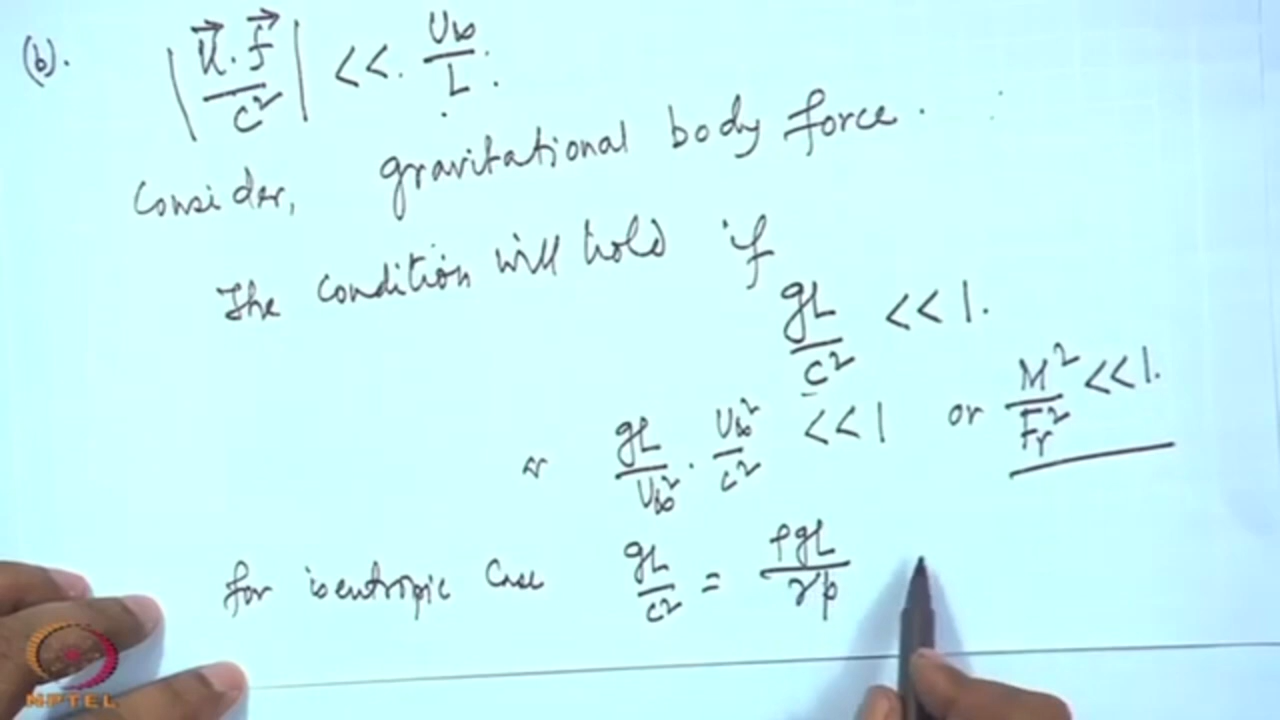 (b). |u⃗.f⃗/c²| <<. U∞/L.
Consider, gravitational body force.
The condition will hold if
gL/c² << 1.
or gL/U∞² . U∞²/c² << 1 or M²/Fr² << 1.
for isentropic case gL/c² = ρgL/γp
NPTEL